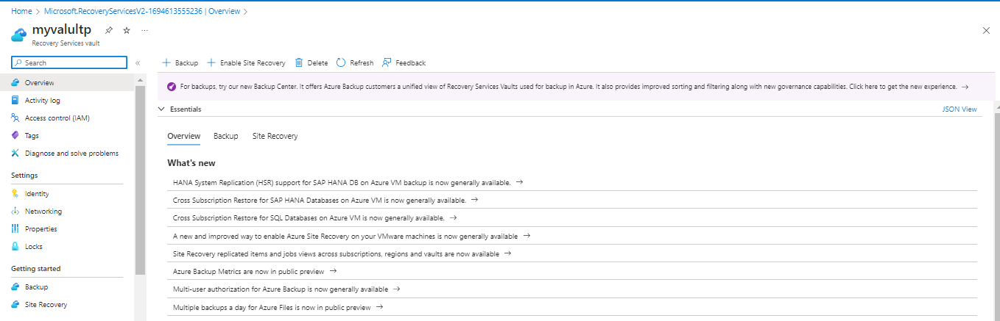 Home > Microsoft.RecoveryServicesV2-1694613555236 | Overview >
myvalultp
Recovery Services vault
Search
Overview
Activity log
Access control (IAM)
Tags
Diagnose and solve problems
Settings
Identity
Networking
Properties
Locks
Getting started
Backup
Site Recovery
+ Backup + Enable Site Recovery Delete Refresh Feedback
For backups, try our new Backup Center. It offers Azure Backup customers a unified view of Recovery Services Vaults used for backup in Azure. It also provides improved sorting and filtering along with new governance capabilities. Click here to get the new experience. →
Essentials JSON View
Overview Backup Site Recovery
What's new
HANA System Replication (HSR) support for SAP HANA DB on Azure VM backup is now generally available. →
Cross Subscription Restore for SAP HANA Databases on Azure VM is now generally available. →
Cross Subscription Restore for SQL Databases on Azure VM is now generally available. →
A new and improved way to enable Azure Site Recovery on your VMware machines is now generally available →
Site Recovery replicated items and jobs views across subscriptions, regions and vaults are now available →
Azure Backup Metrics are now in public preview →
Multi-user authorization for Azure Backup is now generally available →
Multiple backups a day for Azure Files is now in public preview →